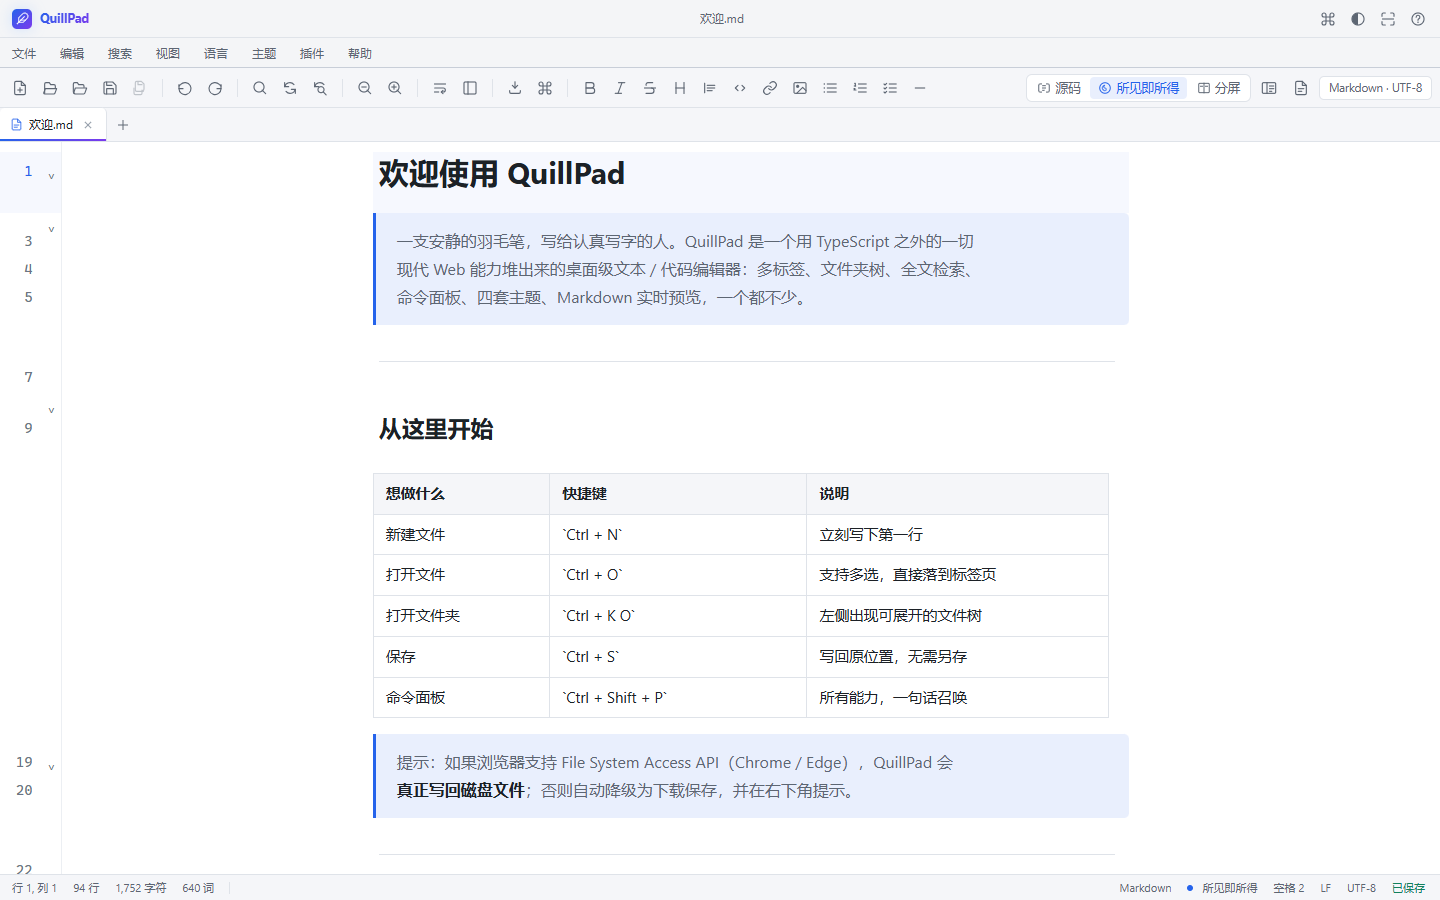 QuillPad
欢迎.md
文件 编辑 搜索 视图 语言 主题 插件 帮助
源码 所见即所得 分屏 Markdown · UTF-8
欢迎.md
1 欢迎使用 QuillPad
3 一支安静的羽毛笔，写给认真写字的人。QuillPad 是一个用 TypeScript 之外的一切
4 现代 Web 能力堆出来的桌面级文本 / 代码编辑器：多标签、文件夹树、全文检索、
5 命令面板、四套主题、Markdown 实时预览，一个都不少。
7
9 从这里开始
想做什么 快捷键 说明
新建文件 `Ctrl + N` 立刻写下第一行
打开文件 `Ctrl + O` 支持多选，直接落到标签页
打开文件夹 `Ctrl + K O` 左侧出现可展开的文件树
保存 `Ctrl + S` 写回原位置，无需另存
命令面板 `Ctrl + Shift + P` 所有能力，一句话召唤
19 提示：如果浏览器支持 File System Access API（Chrome / Edge），QuillPad 会
20 真正写回磁盘文件；否则自动降级为下载保存，并在右下角提示。
22
行 1, 列 1 94 行 1,752 字符 640 词 Markdown 所见即所得 空格 2 LF UTF-8 已保存